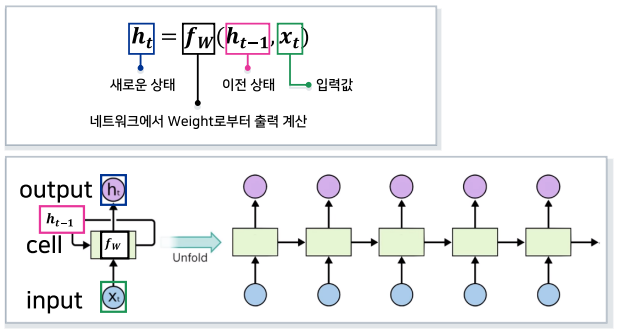 h_t = f_W(h_{t-1}, x_t)
새로운 상태 이전 상태 입력값
네트워크에서 Weight로부터 출력 계산
output h_t
h_{t-1}
cell f_W
Unfold
input x_t